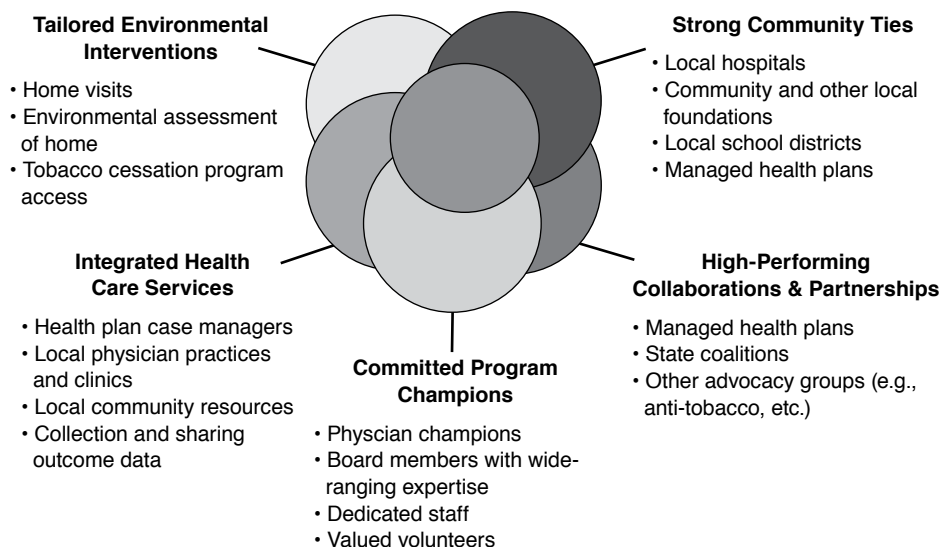 Tailored Environmental
Interventions
• Home visits
• Environmental assessment
of home
• Tobacco cessation program
access
Strong Community Ties
• Local hospitals
• Community and other local
foundations
• Local school districts
• Managed health plans
Integrated Health
Care Services
• Health plan case managers
• Local physician practices
and clinics
• Local community resources
• Collection and sharing
outcome data
Committed Program
Champions
• Physcian champions
• Board members with wide-
ranging expertise
• Dedicated staff
• Valued volunteers
High-Performing
Collaborations & Partnerships
• Managed health plans
• State coalitions
• Other advocacy groups (e.g.,
anti-tobacco, etc.)